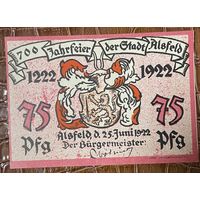 700 Jahrfeier der Stadt Alsfeld
1222 1922
75 75
Pfg Pfg
Alsfeld d. 25. Juni 1922
Der Bürgermeister: